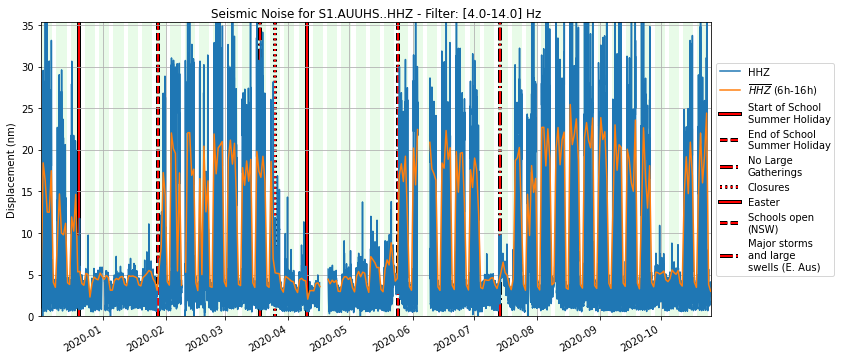 Seismic Noise for S1.AUUHS..HHZ - Filter: [4.0-14.0] Hz
35
30
25
20
15
10
5
0
Displacement (nm)
2020-01
2020-02
2020-03
2020-04
2020-05
2020-06
2020-07
2020-08
2020-09
2020-10
HHZ
HHZ (6h-16h)
Start of School
Summer Holiday
End of School
Summer Holiday
No Large
Gatherings
Closures
Easter
Schools open
(NSW)
Major storms
and large
swells (E. Aus)